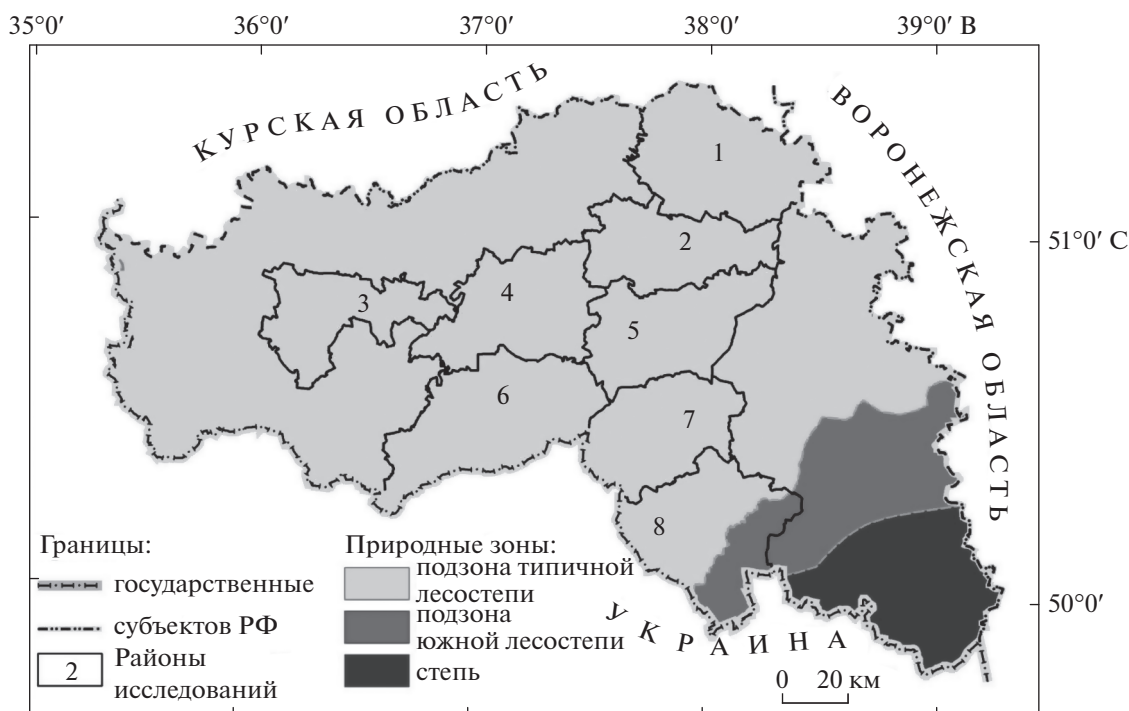 35°0′ 36°0′ 37°0′ 38°0′ 39°0′ В
КУРСКАЯ ОБЛАСТЬ
ВОРОНЕЖСКАЯ ОБЛАСТЬ
1
2
51°0′ С
3
4
5
6
7
8
Границы:
государственные
субъектов РФ
2
Районы
исследований
Природные зоны:
подзона типичной
лесостепи
подзона
южной лесостепи
степь
УКРАИНА
50°0′
0 20 км